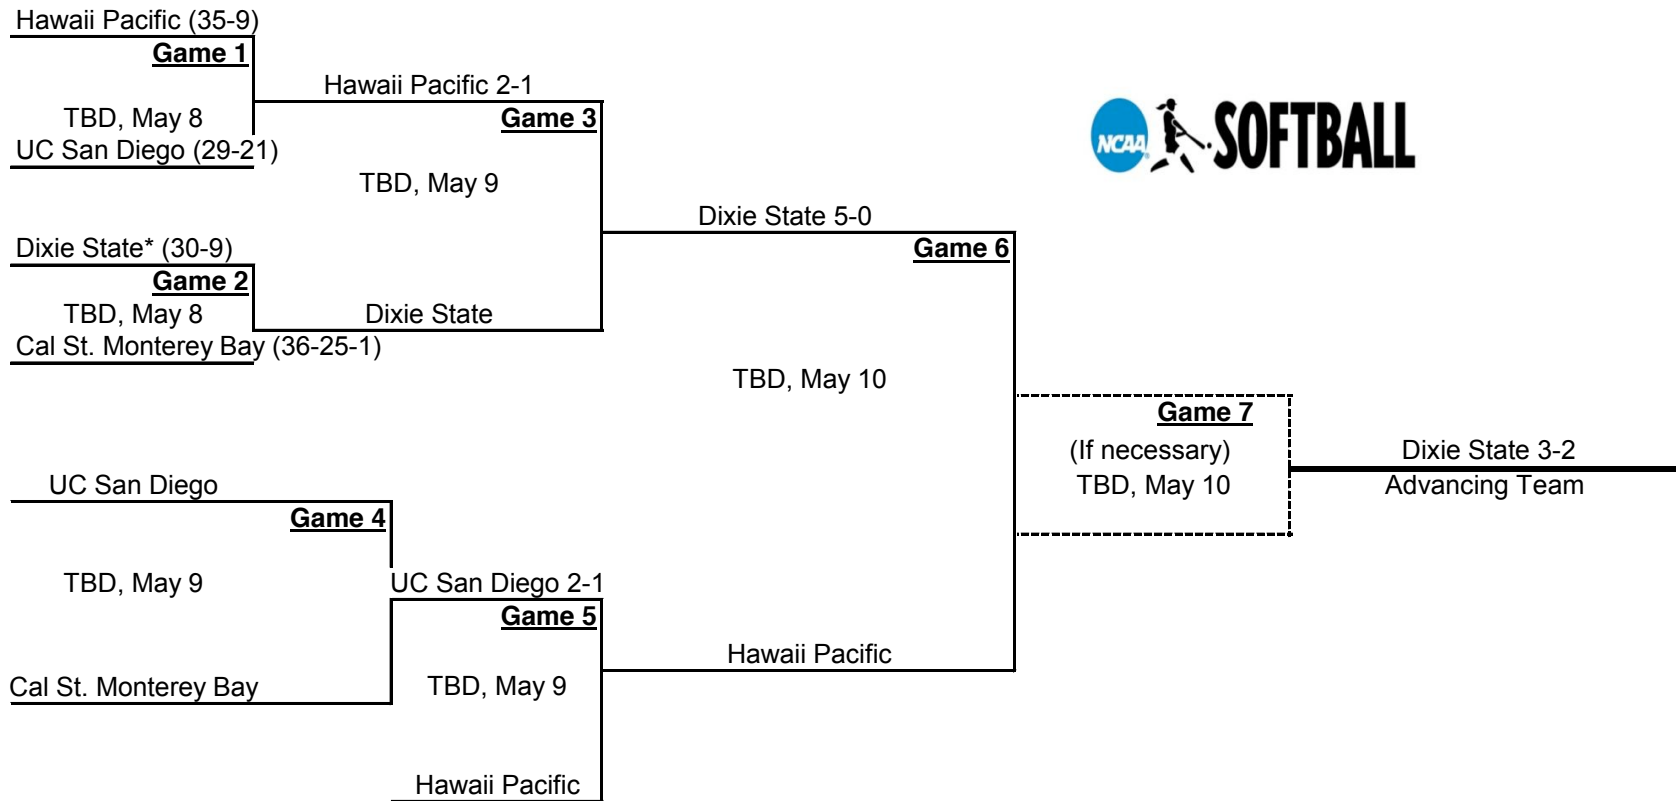 Hawaii Pacific (35-9)
Game 1
TBD, May 8
UC San Diego (29-21)
Hawaii Pacific 2-1
Game 3
TBD, May 9
Dixie State* (30-9)
Game 2
TBD, May 8
Cal St. Monterey Bay (36-25-1)
Dixie State
NCAA SOFTBALL
Dixie State 5-0
Game 6
TBD, May 10
Game 7
(If necessary)
TBD, May 10
Dixie State 3-2
Advancing Team
UC San Diego
Game 4
TBD, May 9
Cal St. Monterey Bay
UC San Diego 2-1
Game 5
TBD, May 9
Hawaii Pacific
Hawaii Pacific